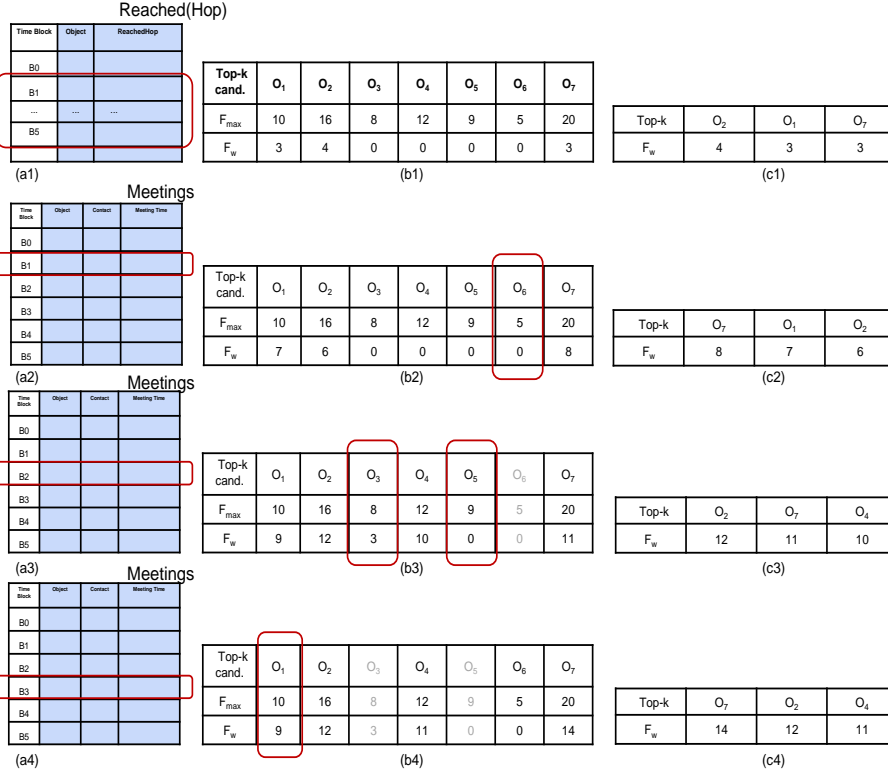 Reached(Hop)
Time Block Object ReachedHop
B0
B1
... ... ...
B5
(a1)
Top-k cand. O1 O2 O3 O4 O5 O6 O7
Fmax 10 16 8 12 9 5 20
Fw 3 4 0 0 0 0 3
(b1)
Top-k O2 O1 O7
Fw 4 3 3
(c1)
Meetings
Time Block Object Contact Meeting Time
B0
B1
B2
B3
B4
B5
(a2)
Top-k cand. O1 O2 O3 O4 O5 O6 O7
Fmax 10 16 8 12 9 5 20
Fw 7 6 0 0 0 0 8
(b2)
Top-k O7 O1 O2
Fw 8 7 6
(c2)
Meetings
Time Block Object Contact Meeting Time
B0
B1
B2
B3
B4
B5
(a3)
Top-k cand. O1 O2 O3 O4 O5 O6 O7
Fmax 10 16 8 12 9 5 20
Fw 9 12 3 10 0 0 11
(b3)
Top-k O2 O7 O4
Fw 12 11 10
(c3)
Meetings
Time Block Object Contact Meeting Time
B0
B1
B2
B3
B4
B5
(a4)
Top-k cand. O1 O2 O3 O4 O5 O6 O7
Fmax 10 16 8 12 9 5 20
Fw 9 12 3 11 0 0 14
(b4)
Top-k O7 O2 O4
Fw 14 12 11
(c4)